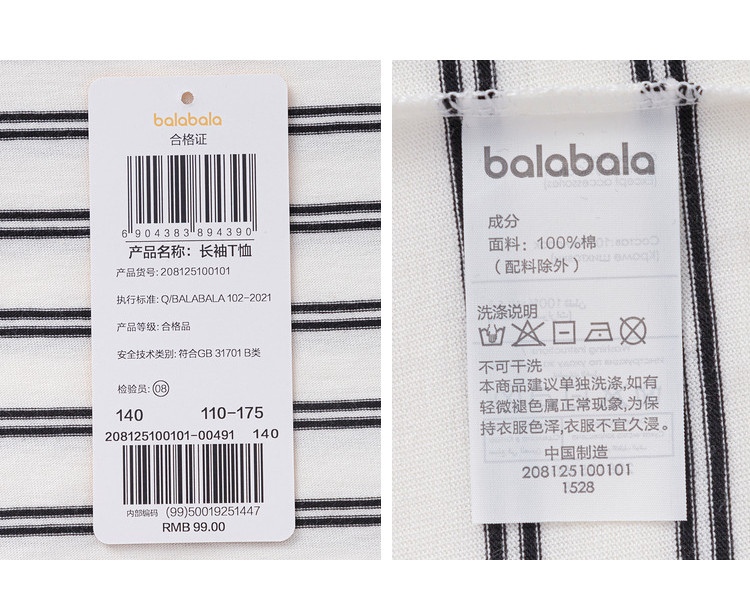 balabala
合格证
6 904383 894390
产品名称：长袖T恤
产品货号：208125100101
执行标准：Q/BALABALA 102-2021
产品等级：合格品
安全技术类别：符合GB 31701 B类
检验员：08
140 110-175
208125100101-00491 140
内部编码 (99)50019251447
RMB 99.00
balabala
成分
面料：100%棉
（配料除外）
洗涤说明
不可干洗
本商品建议单独洗涤,如有
轻微褪色属正常现象,为保
持衣服色泽,衣服不宜久浸。
中国制造
208125100101
1528